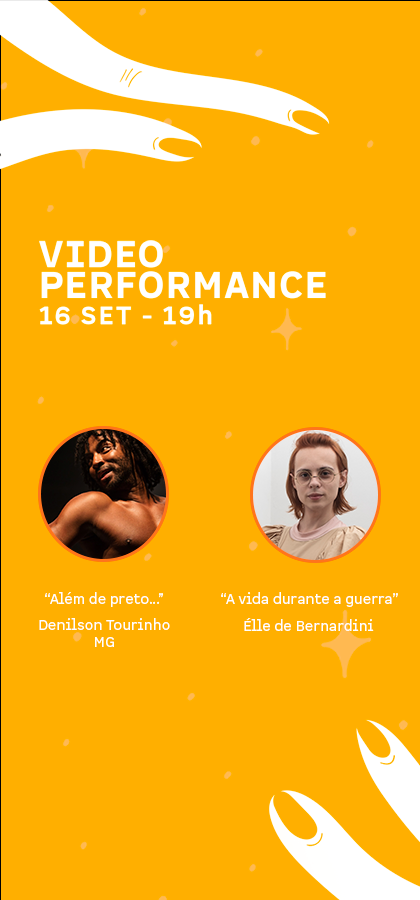 VIDEO
PERFORMANCE
16 SET - 19h
“Além de preto...”
Denilson Tourinho
MG
“A vida durante a guerra”
Élle de Bernardini